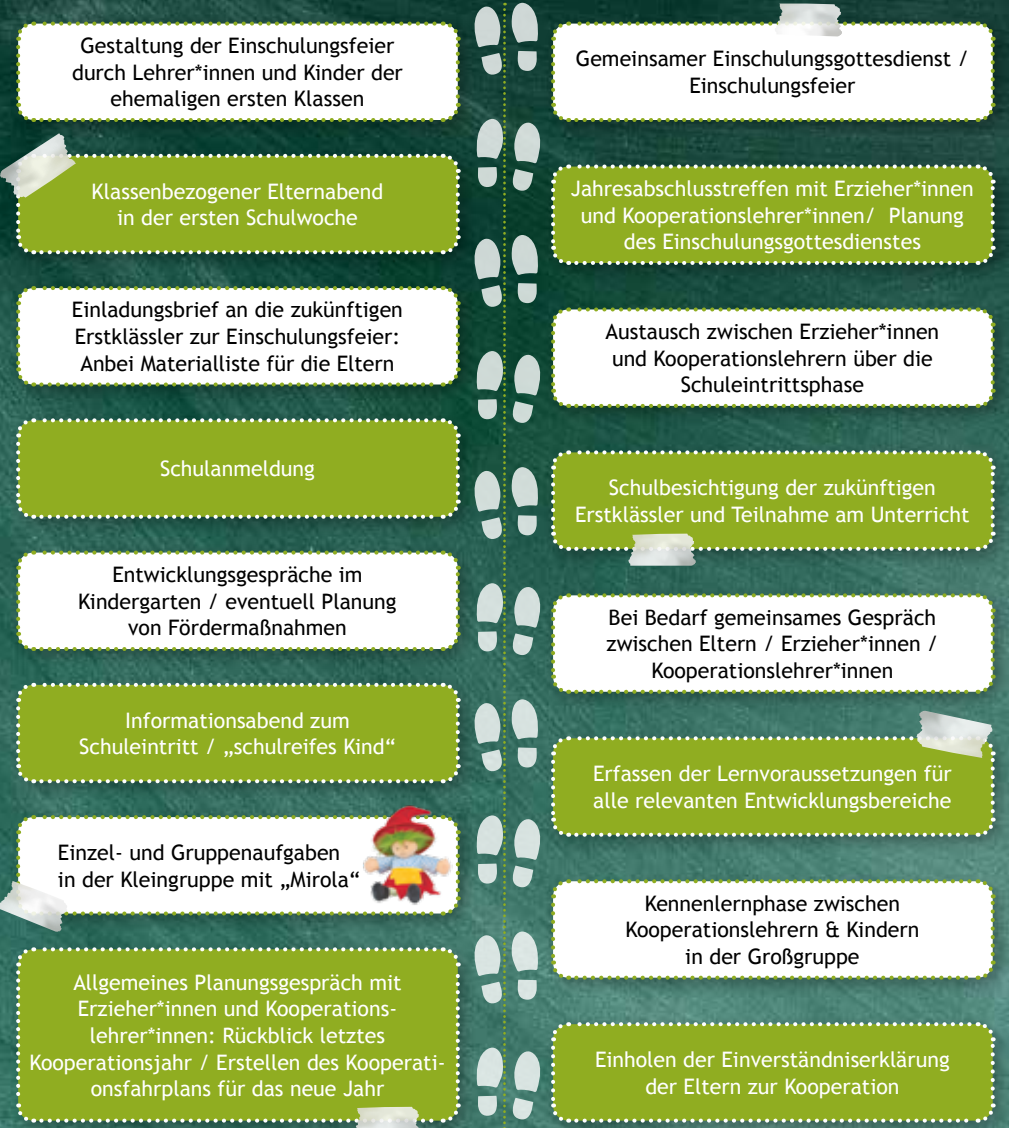 Gestaltung der Einschulungsfeier
durch Lehrer*innen und Kinder der
ehemaligen ersten Klassen
Gemeinsamer Einschulungsgottesdienst /
Einschulungsfeier
Klassenbezogener Elternabend
in der ersten Schulwoche
Jahresabschlusstreffen mit Erzieher*innen
und Kooperationslehrer*innen/ Planung
des Einschulungsgottesdienstes
Einladungsbrief an die zukünftigen
Erstklässler zur Einschulungsfeier:
Anbei Materialliste für die Eltern
Austausch zwischen Erzieher*innen
und Kooperationslehrern über die
Schuleintrittsphase
Schulanmeldung
Schulbesichtigung der zukünftigen
Erstklässler und Teilnahme am Unterricht
Entwicklungsgespräche im
Kindergarten / eventuell Planung
von Fördermaßnahmen
Bei Bedarf gemeinsames Gespräch
zwischen Eltern / Erzieher*innen /
Kooperationslehrer*innen
Informationsabend zum
Schuleintritt / „schulreifes Kind“
Erfassen der Lernvoraussetzungen für
alle relevanten Entwicklungsbereiche
Einzel- und Gruppenaufgaben
in der Kleingruppe mit „Mirola“
Kennenlernphase zwischen
Kooperationslehrern & Kindern
in der Großgruppe
Allgemeines Planungsgespräch mit
Erzieher*innen und Kooperations-
lehrer*innen: Rückblick letztes
Kooperationsjahr / Erstellen des Kooperati-
onsfahrplans für das neue Jahr
Einholen der Einverständniserklärung
der Eltern zur Kooperation